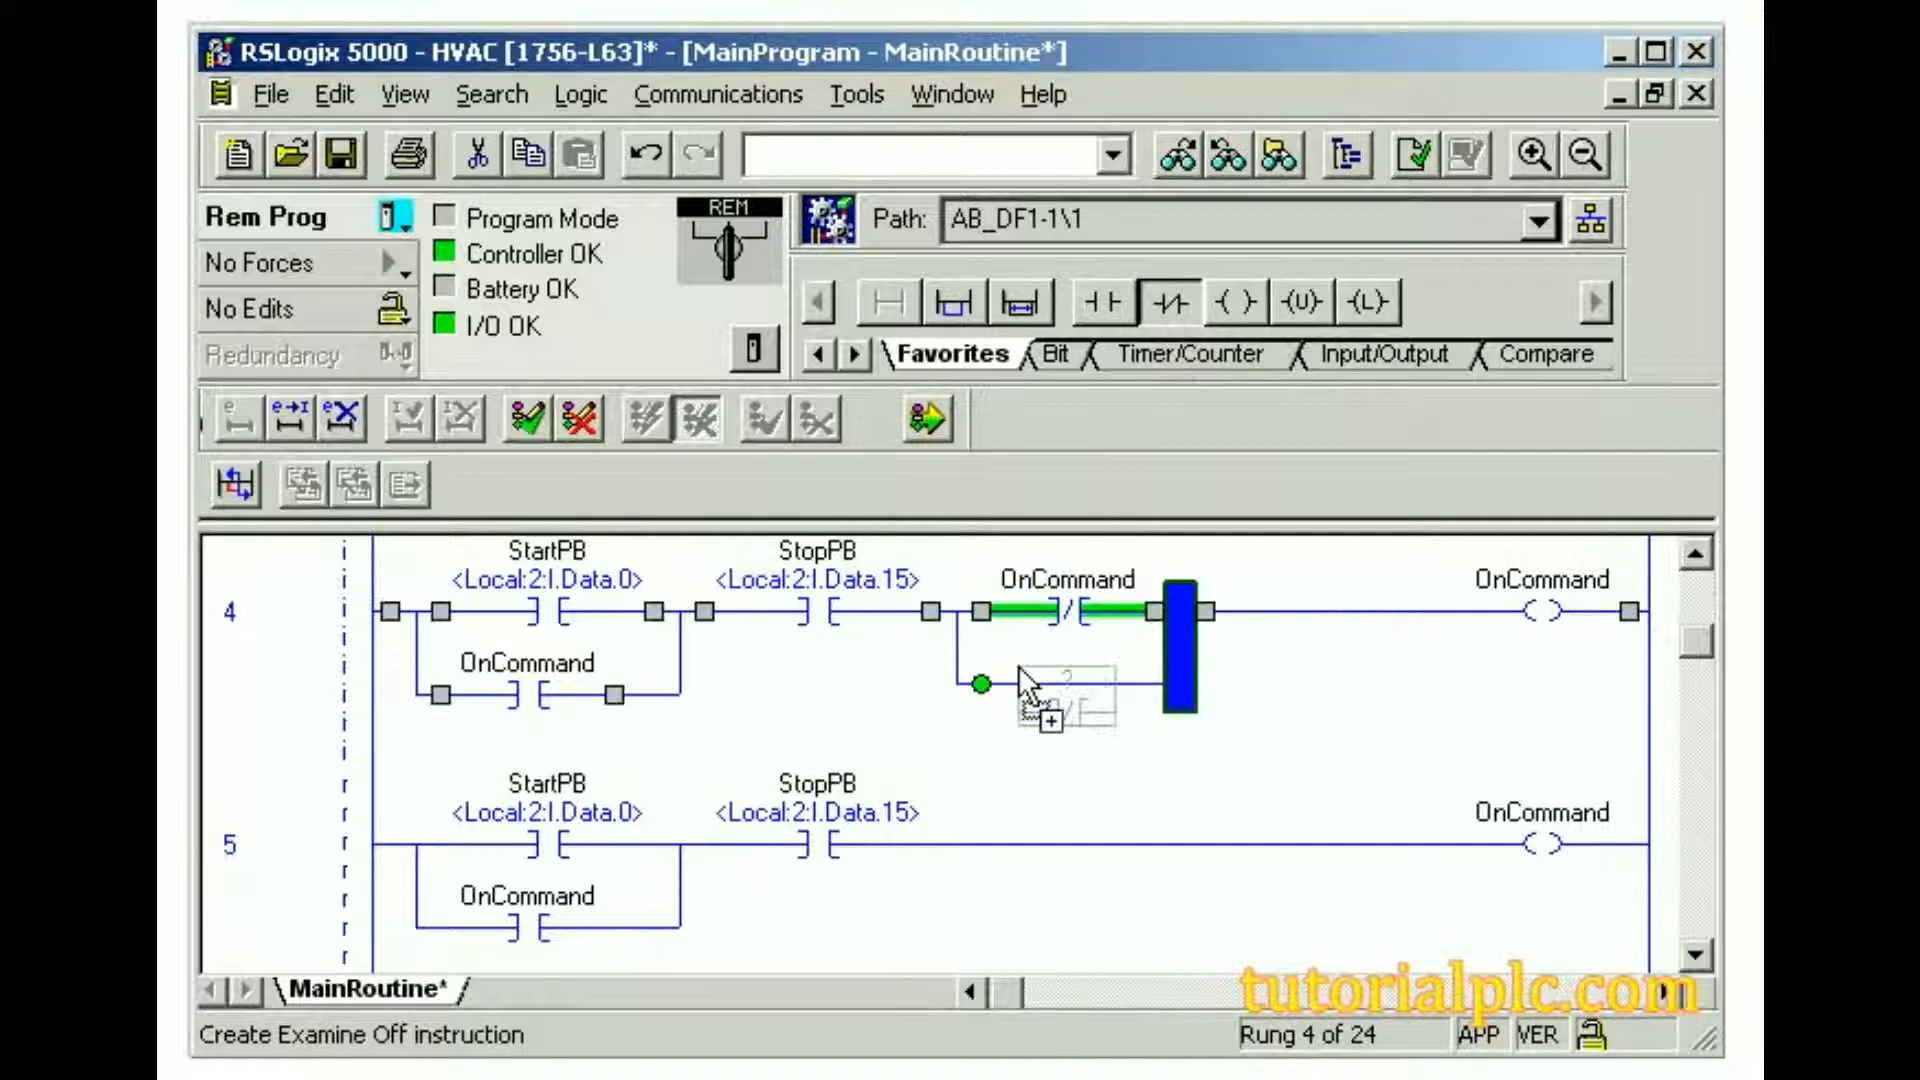 RSLogix 5000 - HVAC [1756-L63]* - [MainProgram - MainRoutine*]
File Edit View Search Logic Communications Tools Window Help
Rem Prog
Program Mode
REM
Path: AB_DF1-1\1
No Forces
Controller OK
Battery OK
No Edits
I/O OK
(U) (L)
Redundancy
Favorites Bit Timer/Counter Input/Output Compare
StartPB StopPB
<Local:2:I.Data.0> <Local:2:I.Data.15> OnCommand OnCommand
4
i
i
i
i
i
i
i
i
OnCommand
?
StartPB StopPB
<Local:2:I.Data.0> <Local:2:I.Data.15> OnCommand
5
r
r
r
r
r
r
r
OnCommand
MainRoutine*
tutorialplc.com
Create Examine Off instruction
Rung 4 of 24 APP VER